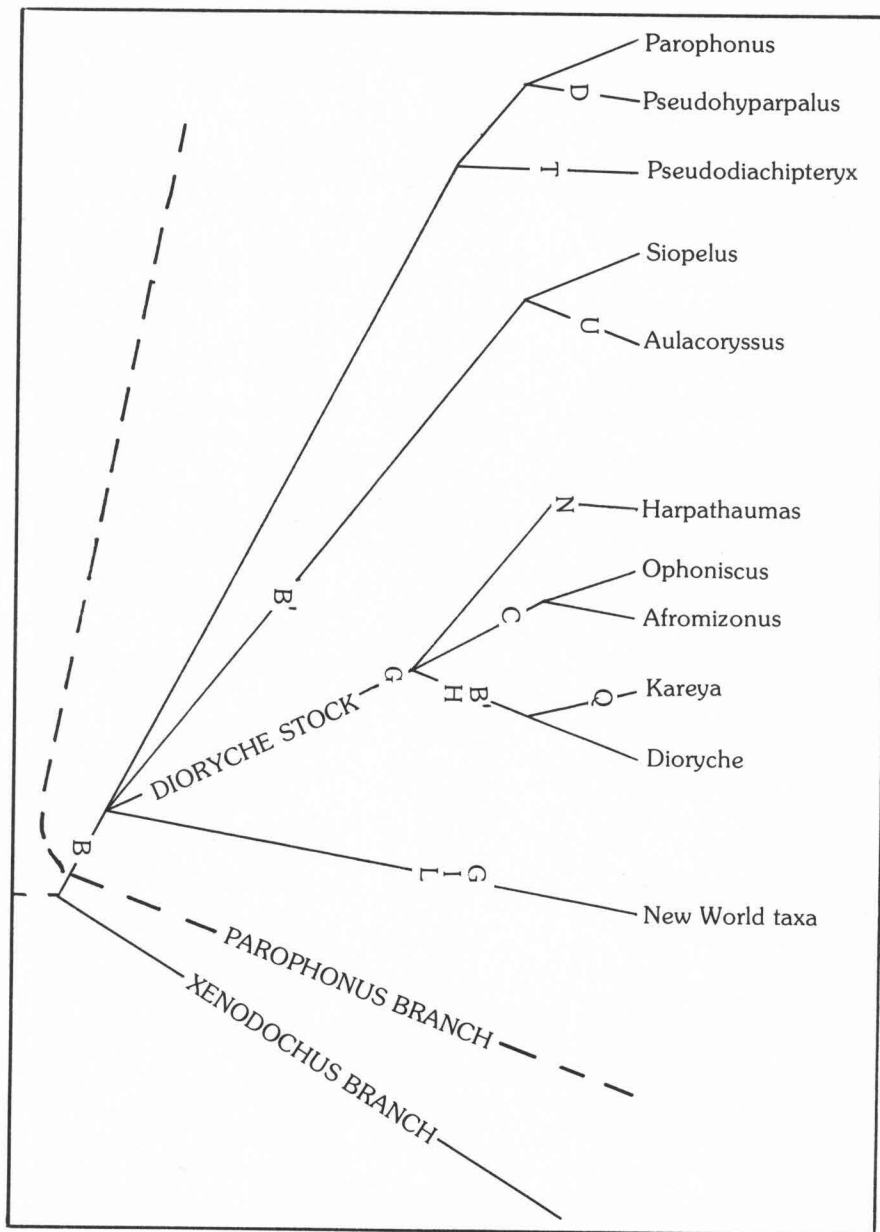 Parophonus
D
Pseudohyparpalus
T
Pseudodiachipteryx
Siopelus
U
Aulacoryssus
N
Harpathaumas
Ophoniscus
C
Afromizonus
B'
G
H
B'
Q
Kareya
Dioryche
DIORYCHE STOCK
B
L
I
G
New World taxa
PAROPHONUS BRANCH
XENODOCHUS BRANCH